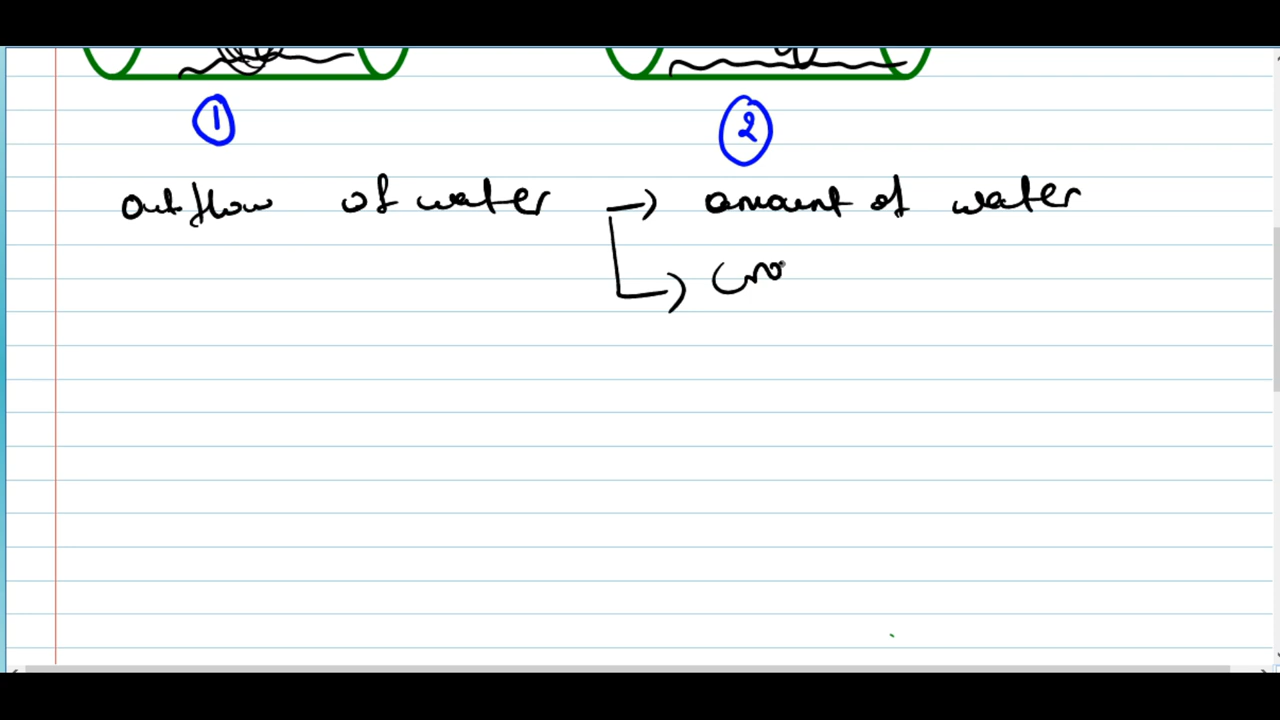 1 2
outflow of water → amount of water